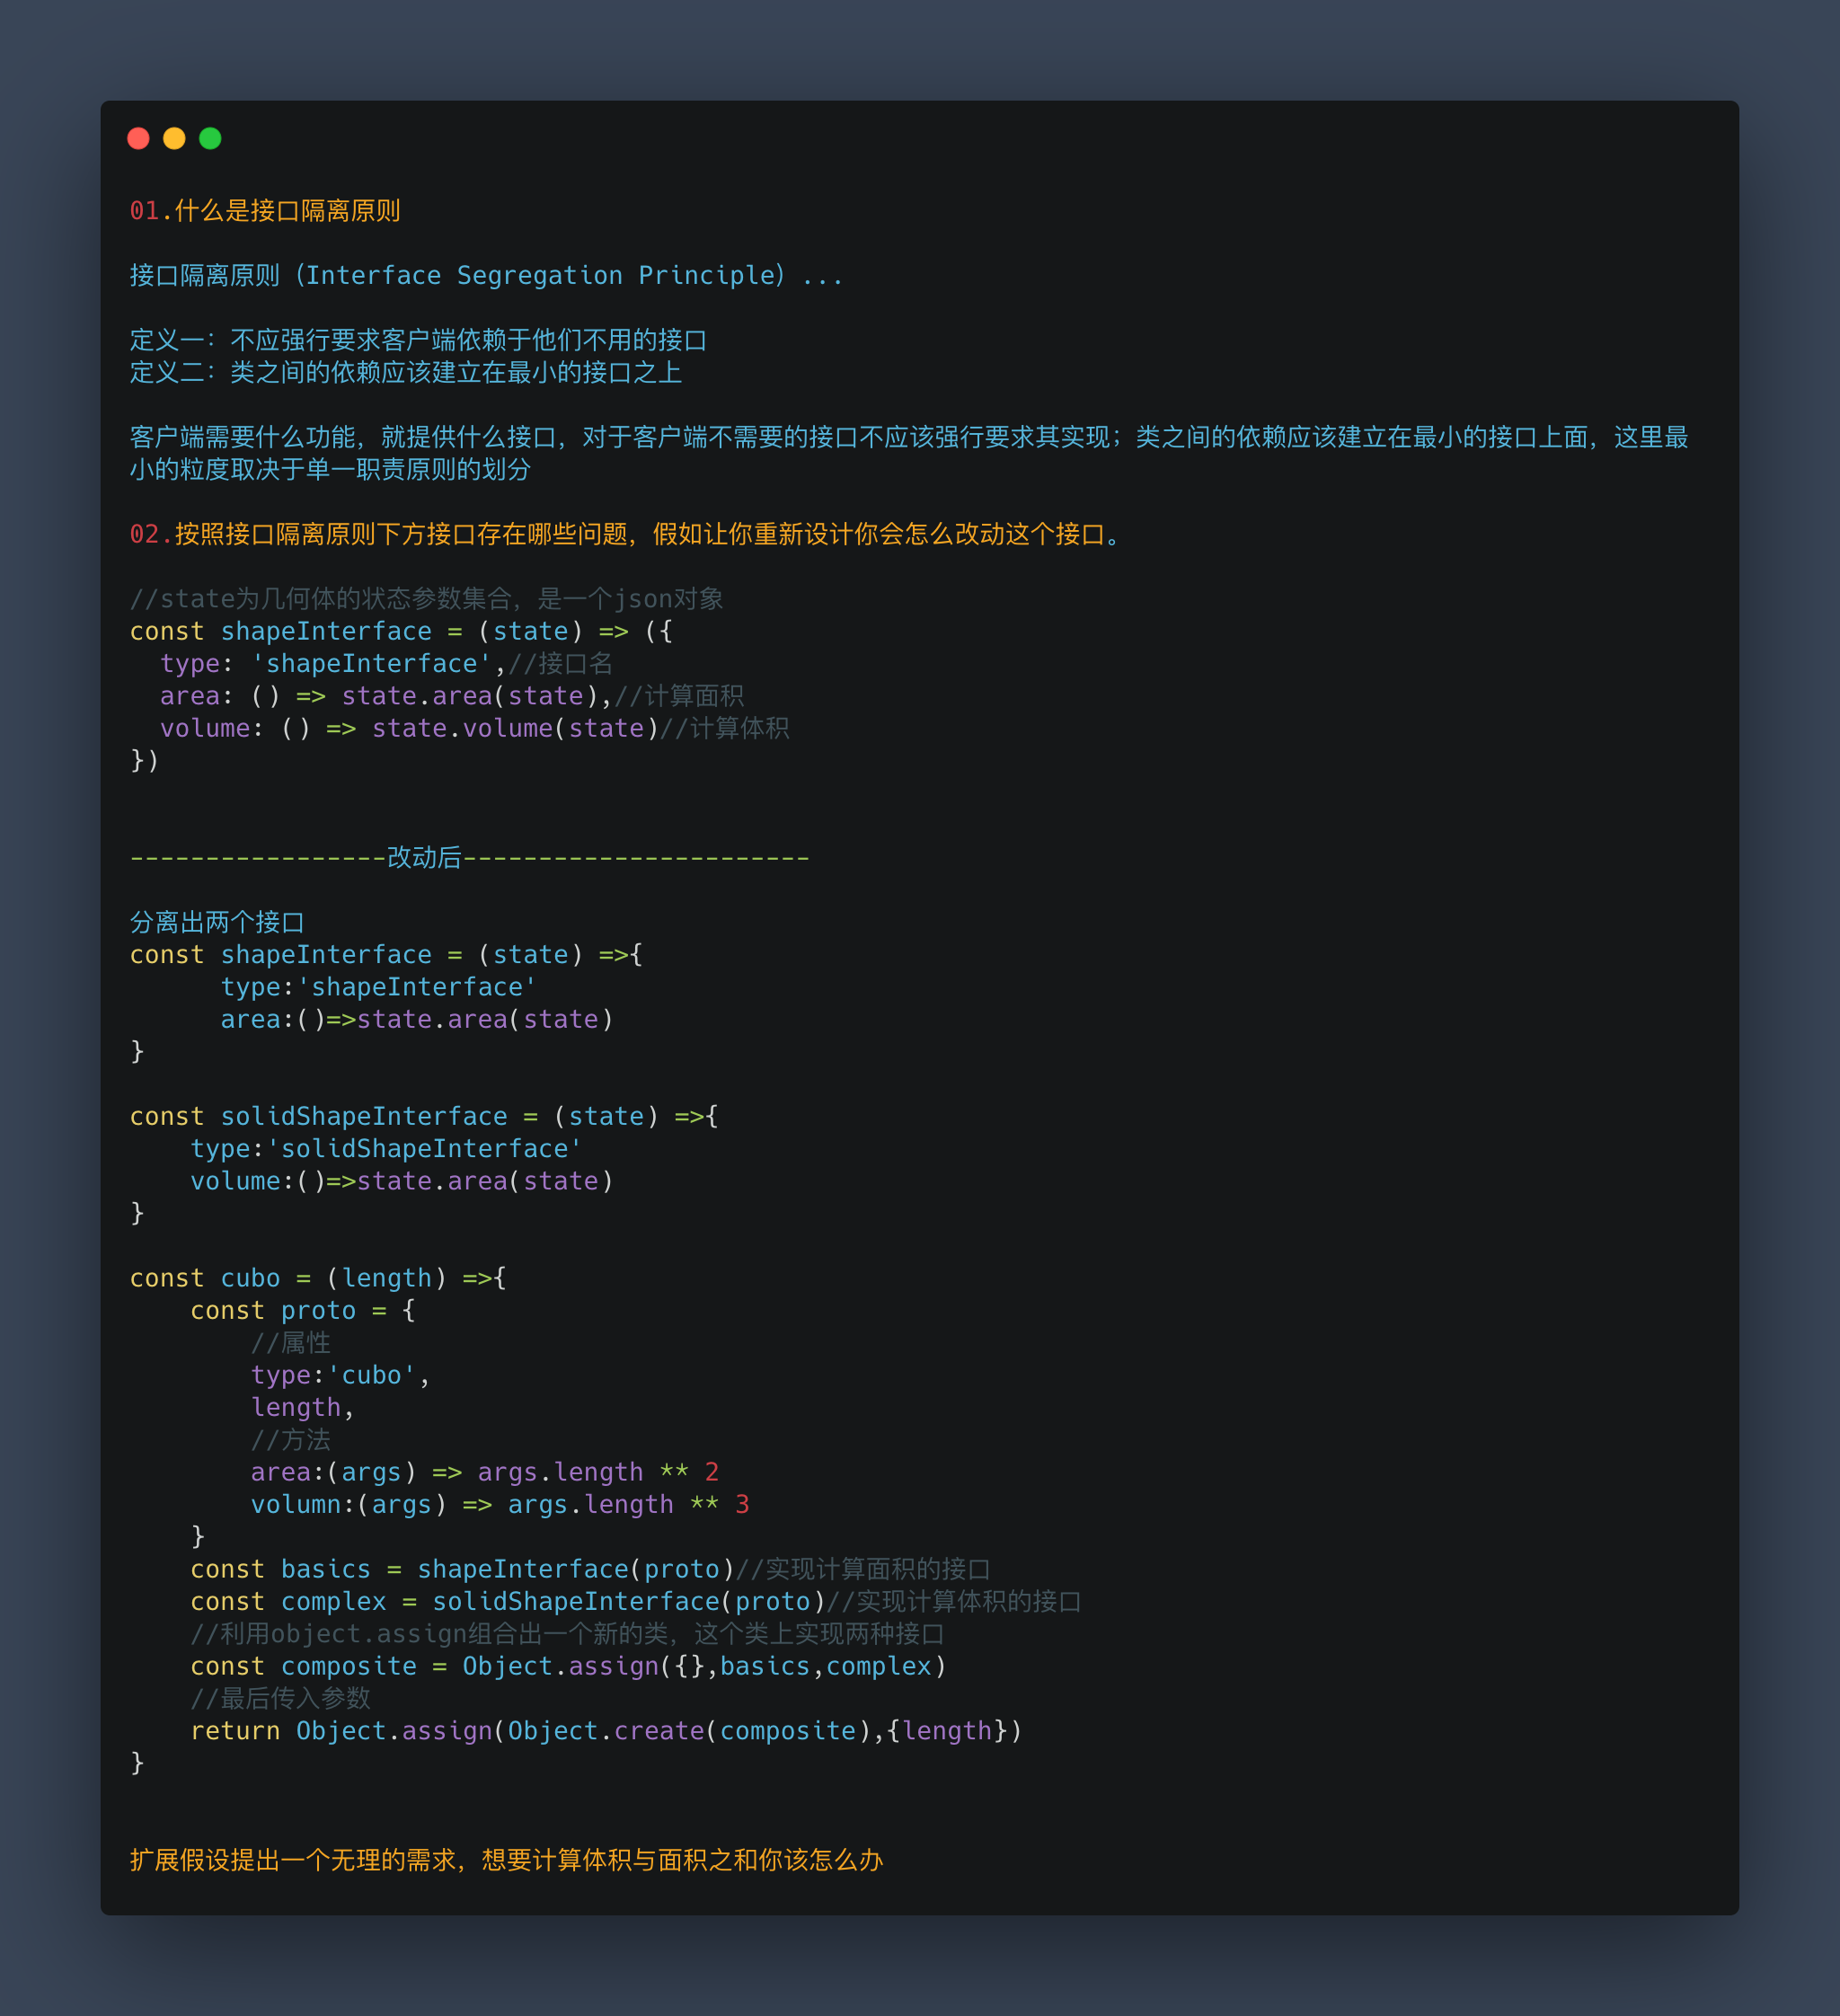 01.什么是接口隔离原则
接口隔离原则（Interface Segregation Principle）...
定义一：不应强行要求客户端依赖于他们不用的接口
定义二：类之间的依赖应该建立在最小的接口之上
客户端需要什么功能，就提供什么接口，对于客户端不需要的接口不应该强行要求其实现；类之间的依赖应该建立在最小的接口上面，这里最
小的粒度取决于单一职责原则的划分
02.按照接口隔离原则下方接口存在哪些问题，假如让你重新设计你会怎么改动这个接口。
//state为几何体的状态参数集合，是一个json对象
const shapeInterface = (state) => ({
  type: 'shapeInterface',//接口名
  area: () => state.area(state),//计算面积
  volume: () => state.volume(state)//计算体积
})
-----------------改动后-----------------------
分离出两个接口
const shapeInterface = (state) =>{
      type:'shapeInterface'
      area:()=>state.area(state)
}
const solidShapeInterface = (state) =>{
    type:'solidShapeInterface'
    volume:()=>state.area(state)
}
const cubo = (length) =>{
    const proto = {
        //属性
        type:'cubo',
        length,
        //方法
        area:(args) => args.length ** 2
        volumn:(args) => args.length ** 3
    }
    const basics = shapeInterface(proto)//实现计算面积的接口
    const complex = solidShapeInterface(proto)//实现计算体积的接口
    //利用object.assign组合出一个新的类，这个类上实现两种接口
    const composite = Object.assign({},basics,complex)
    //最后传入参数
    return Object.assign(Object.create(composite),{length})
}
扩展假设提出一个无理的需求，想要计算体积与面积之和你该怎么办